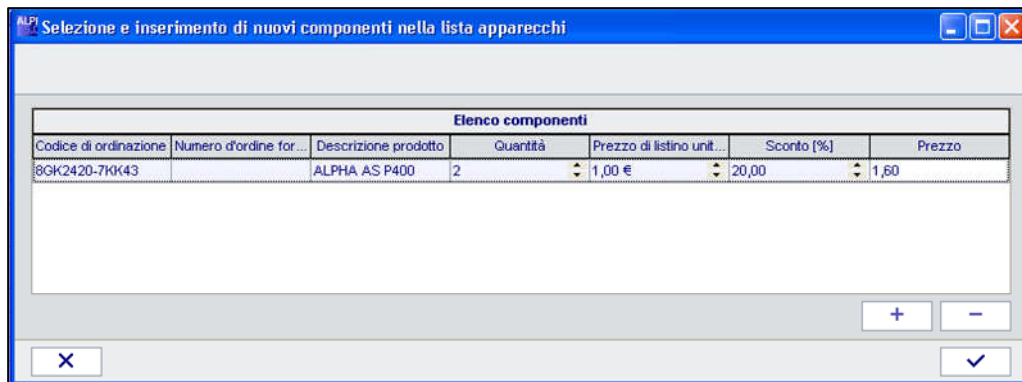 ALPI Selezione e inserimento di nuovi componenti nella lista apparecchi
Elenco componenti
Codice di ordinazione Numero d'ordine for... Descrizione prodotto Quantità Prezzo di listino unit... Sconto [%] Prezzo
8GK2420-7KK43 ALPHA AS P400 2 1,00 € 20,00 1,60
+ −